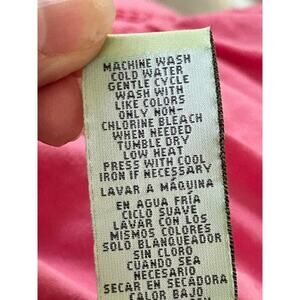 MACHINE WASH
COLD WATER
GENTLE CYCLE
WASH WITH
LIKE COLORS
ONLY NON-
CHLORINE BLEACH
WHEN NEEDED
TUMBLE DRY
LOW HEAT
PRESS WITH COOL
IRON IF NECESSARY
LAVAR A MÁQUINA
EN AGUA FRÍA
CICLO SUAVE
LAVAR CON LOS
MISMOS COLORES
SOLO BLANQUEADOR
SIN CLORO
CUANDO SEA
NECESARIO
SECAR EN SECADORA
CALOR BAJO